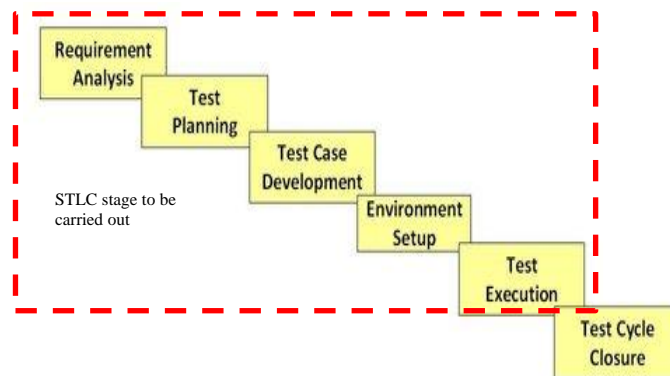 Requirement
Analysis
Test
Planning
Test Case
Development
STLC stage to be
carried out
Environment
Setup
Test
Execution
Test Cycle
Closure